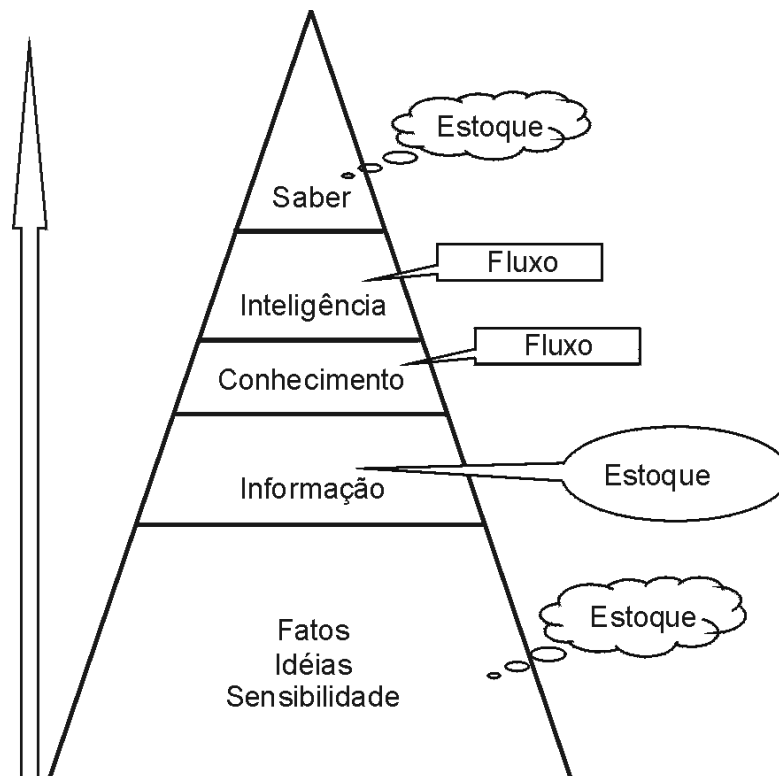 Estoque
Saber
Fluxo
Inteligência
Fluxo
Conhecimento
Estoque
Informação
Estoque
Fatos
Idéias
Sensibilidade